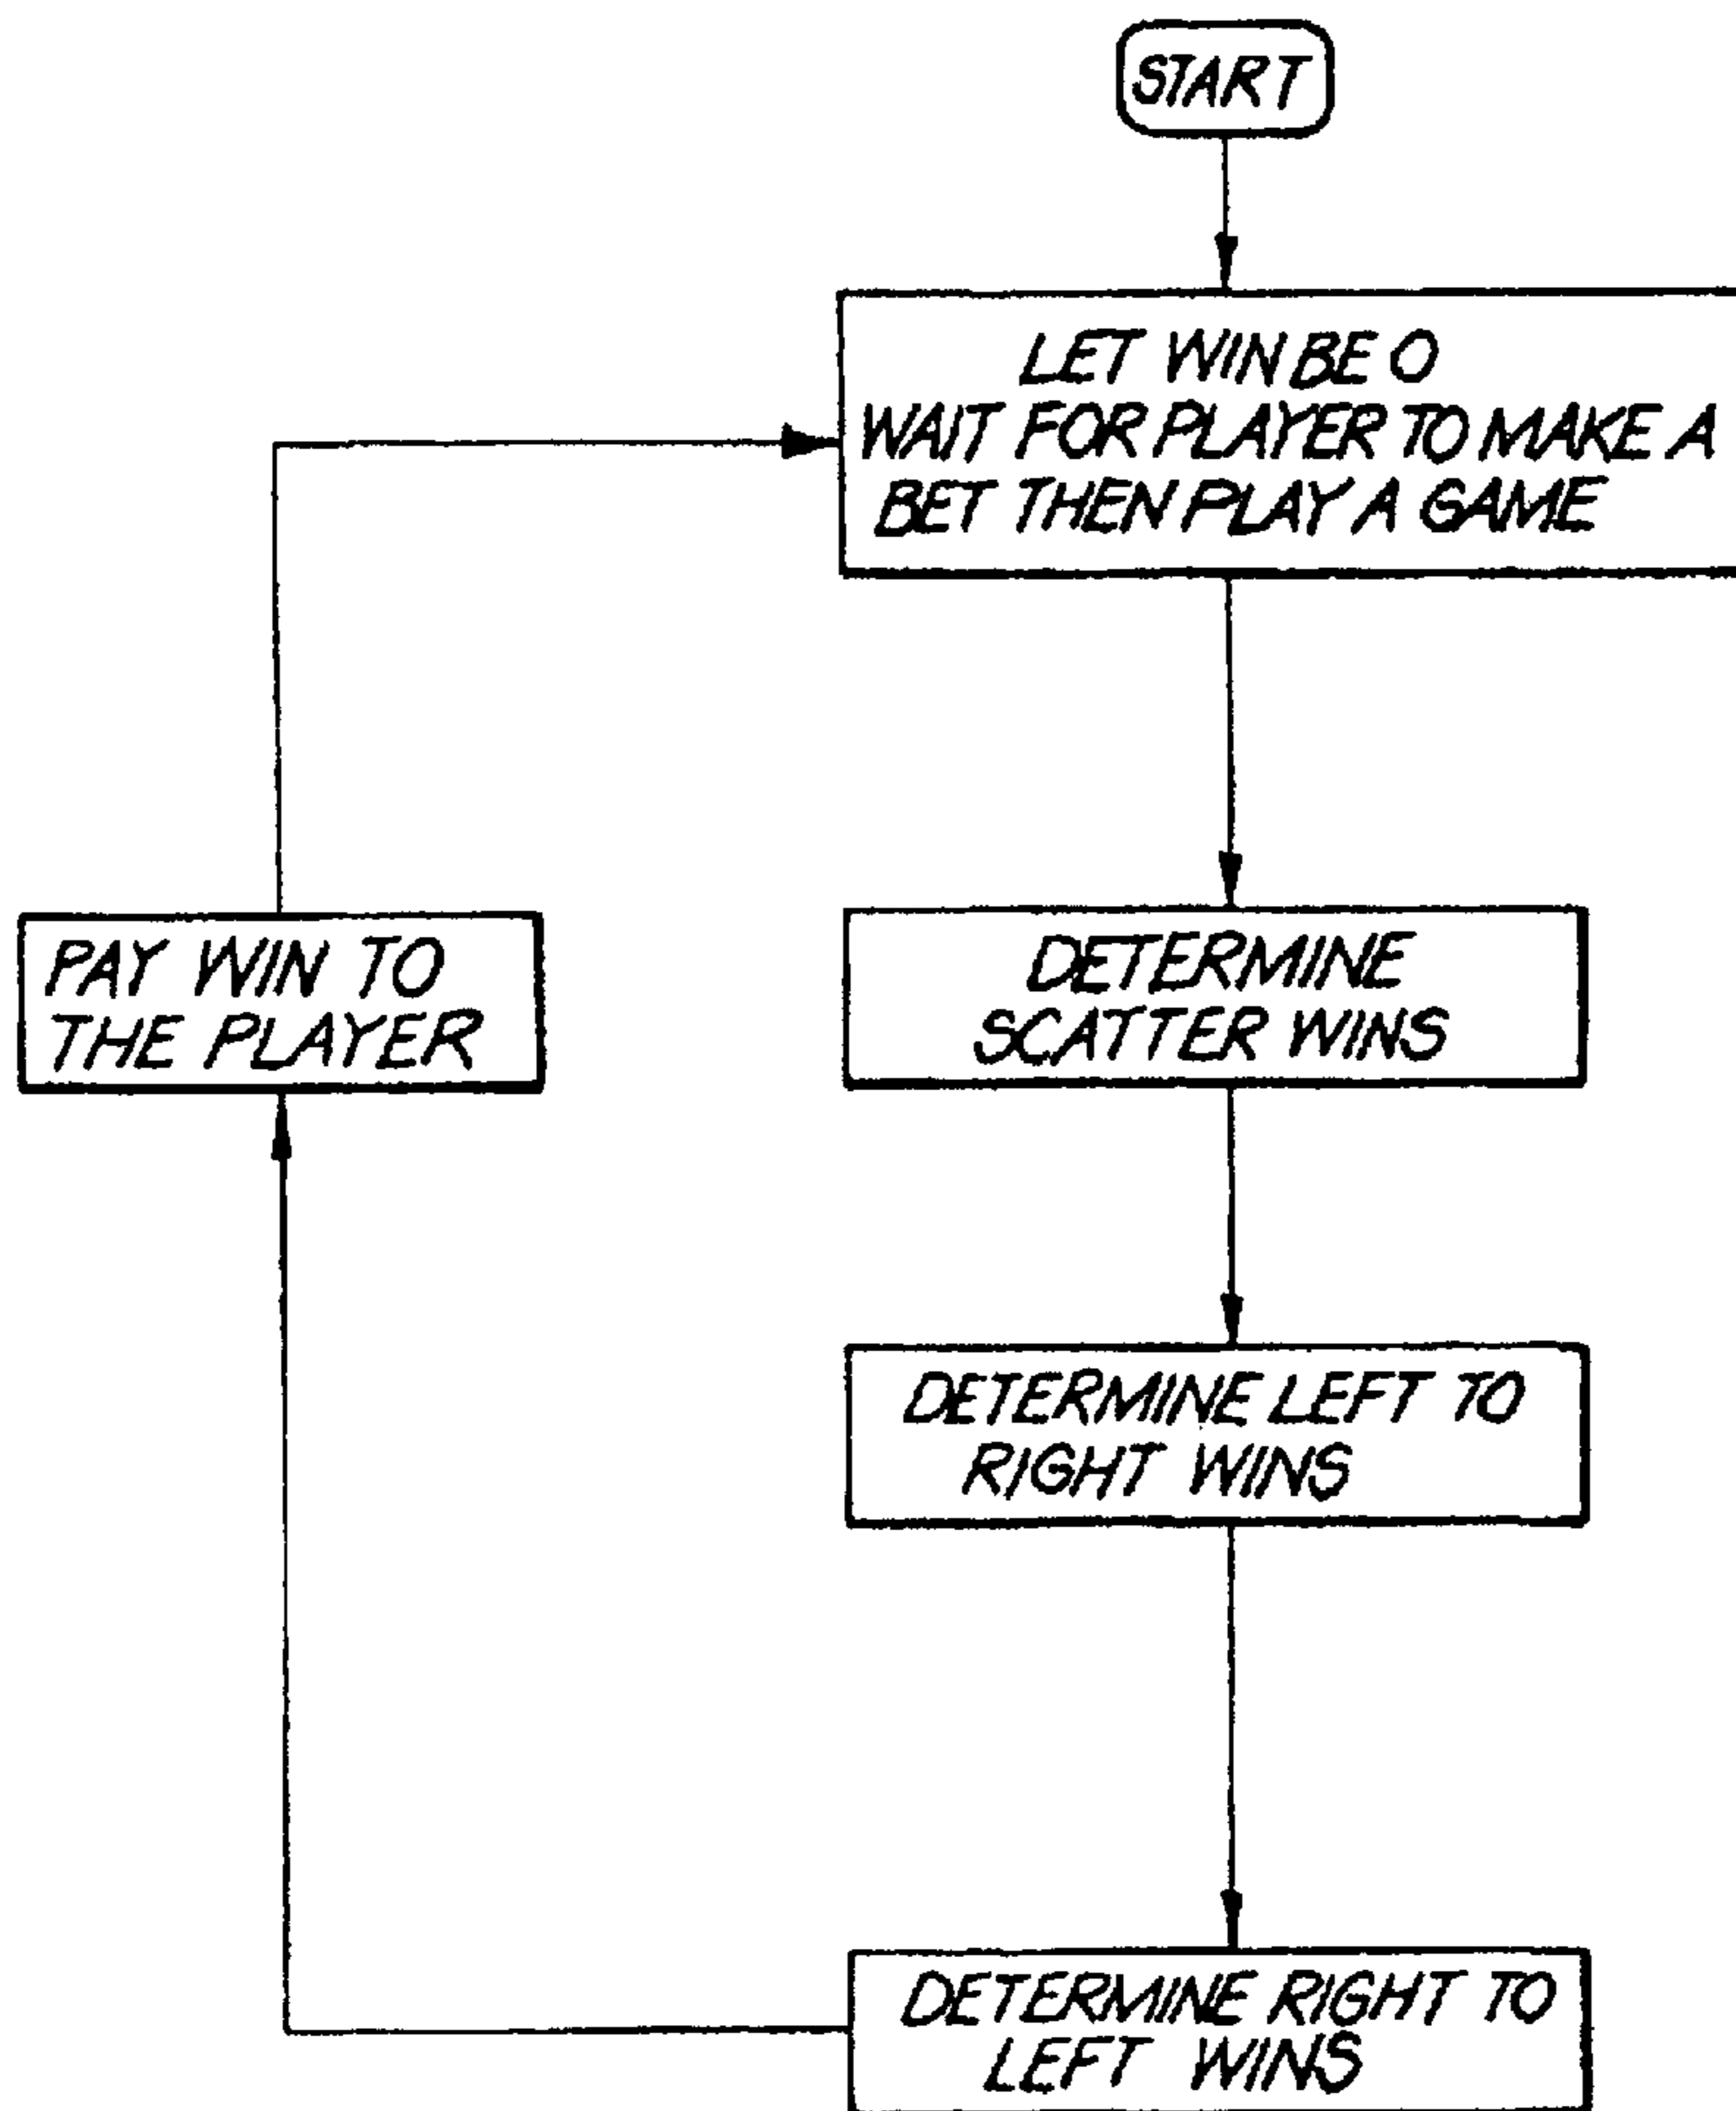 START
LET WIN BE 0
WAIT FOR PLAYER TO MAKE A
BET THEN PLAY A GAME
PAY WIN TO
THE PLAYER
DETERMINE
SCATTER WINS
DETERMINE LEFT TO
RIGHT WINS
DETERMINE RIGHT TO
LEFT WINS